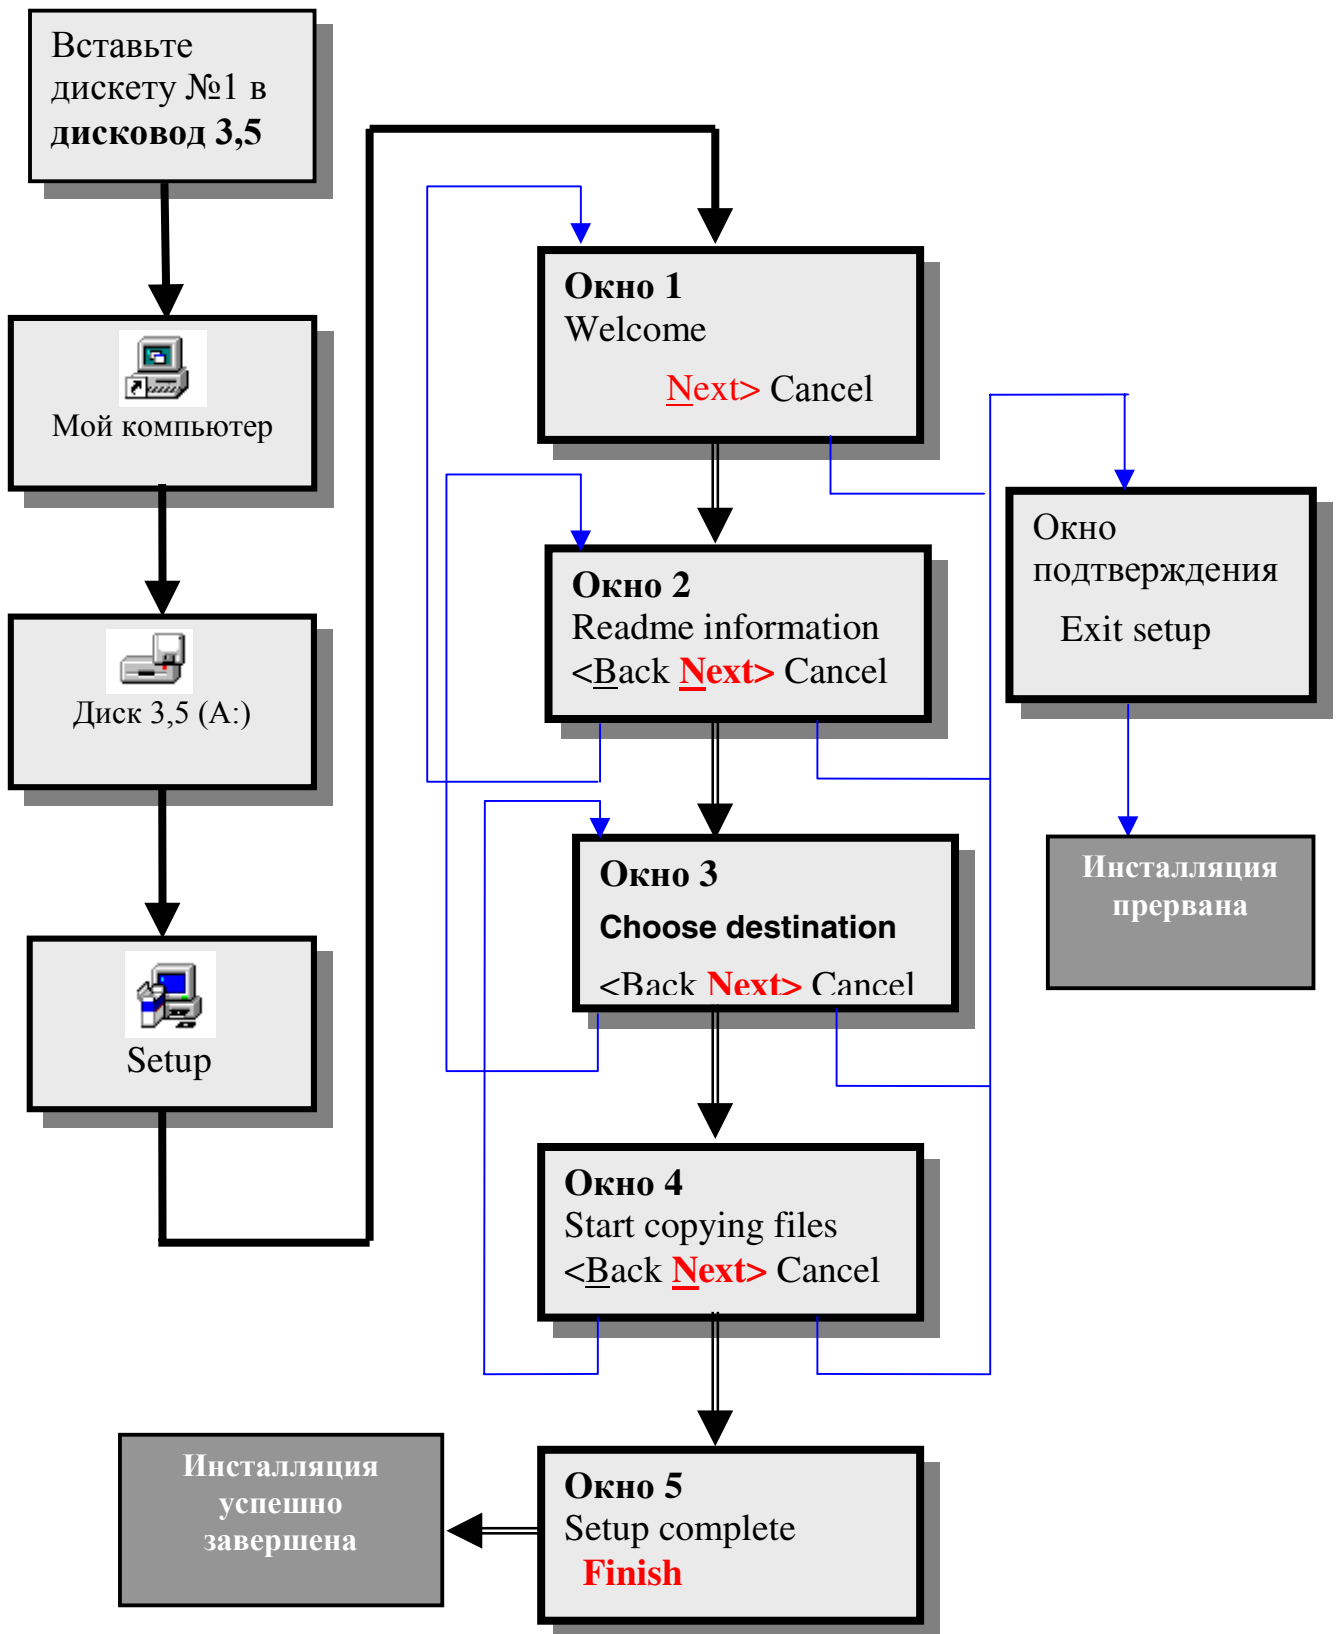 Вставьте
дискету №1 в
дисковод 3,5
Мой компьютер
Диск 3,5 (A:)
Setup
Окно 1
Welcome
Next> Cancel
Окно 2
Readme information
<Back Next> Cancel
Окно 3
Choose destination
<Back Next> Cancel
Окно 4
Start copying files
<Back Next> Cancel
Окно 5
Setup complete
Finish
Окно
подтверждения
Exit setup
Инсталляция
прервана
Инсталляция
успешно
завершена